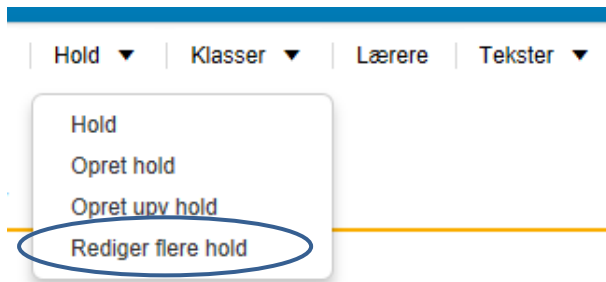 Hold ▼ Klasser ▼ Lærere Tekster ▼
Hold
Opret hold
Opret upv hold
Rediger flere hold